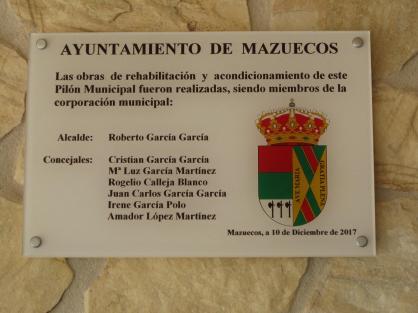 AYUNTAMIENTO DE MAZUECOS
Las obras de rehabilitación y acondicionamiento de este
Pilón Municipal fueron realizadas, siendo miembros de la
corporación municipal:
Alcalde: Roberto García García
Concejales: Cristian García García
Mª Luz García Martínez
Rogelio Calleja Blanco
Juan Carlos García García
Irene García Polo
Amador López Martínez
AVE MARIA
GRATIA PLENA
Mazuecos, a 10 de Diciembre de 2017